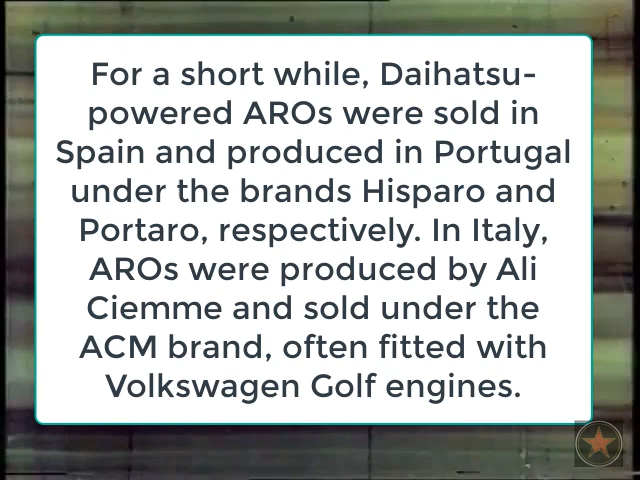 For a short while, Daihatsu-
powered AROs were sold in
Spain and produced in Portugal
under the brands Hisparo and
Portaro, respectively. In Italy,
AROs were produced by Ali
Ciemme and sold under the
ACM brand, often fitted with
Volkswagen Golf engines.